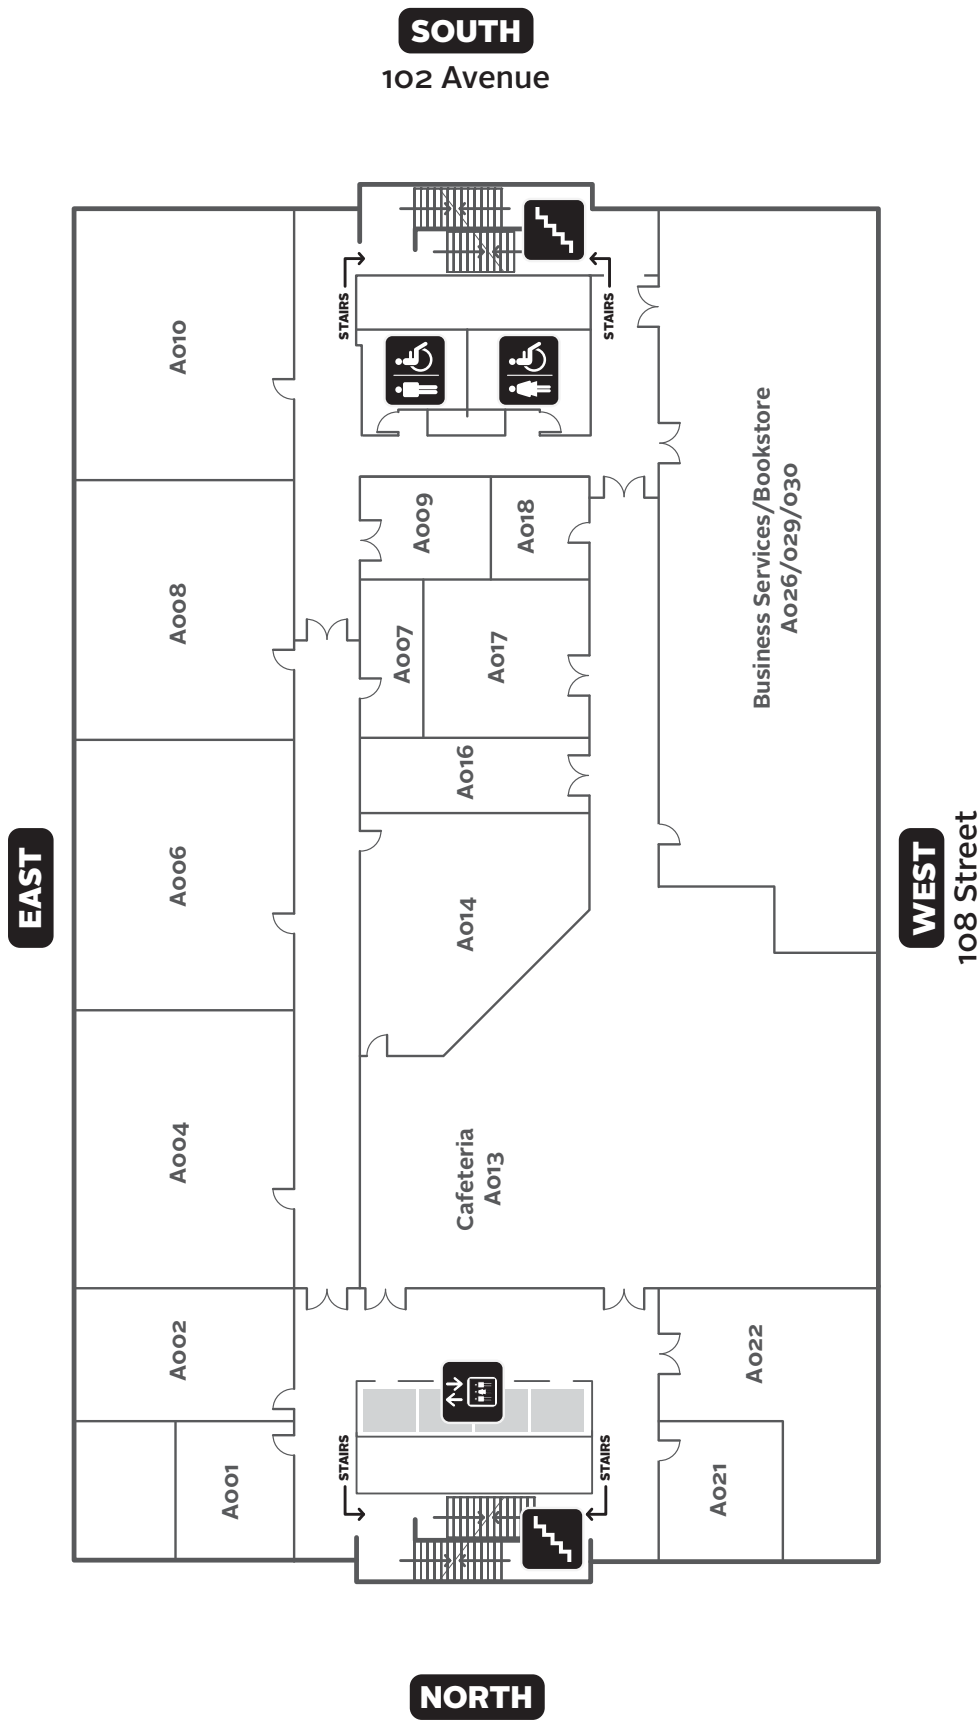 SOUTH
102 Avenue
STAIRS
STAIRS
A010
A009
A018
Business Services/Bookstore
A026/029/030
A008
A007
A017
A016
EAST
A006
A014
WEST
108 Street
A004
Cafeteria
A013
A002
A022
STAIRS
STAIRS
A001
A021
NORTH